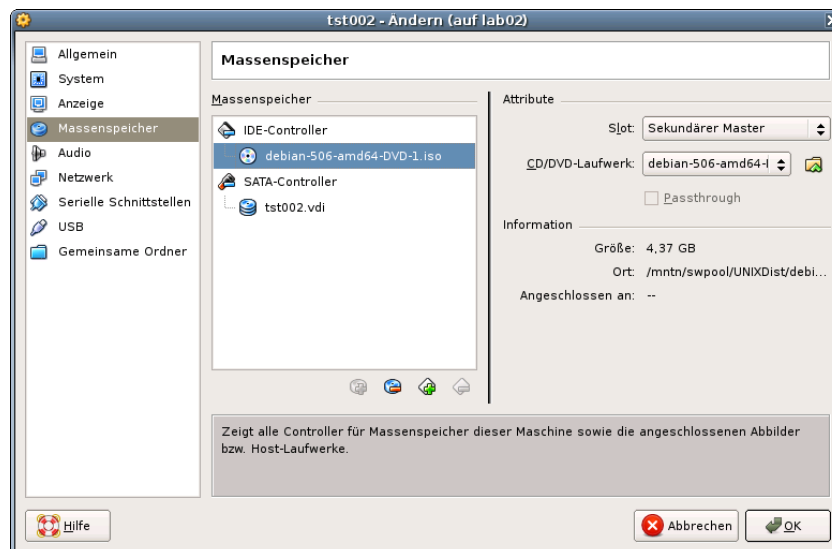 tst002 - Ändern (auf lab02)
Allgemein
System
Anzeige
Massenspeicher
Audio
Netzwerk
Serielle Schnittstellen
USB
Gemeinsame Ordner
Massenspeicher
Massenspeicher
IDE-Controller
debian-506-amd64-DVD-1.iso
SATA-Controller
tst002.vdi
Attribute
Slot: Sekundärer Master
CD/DVD-Laufwerk: debian-506-amd64-I
Passthrough
Information
Größe: 4,37 GB
Ort: /mntn/swpool/UNIXDist/debi...
Angeschlossen an: --
Zeigt alle Controller für Massenspeicher dieser Maschine sowie die angeschlossenen Abbilder
bzw. Host-Laufwerke.
Hilfe
Abbrechen
OK